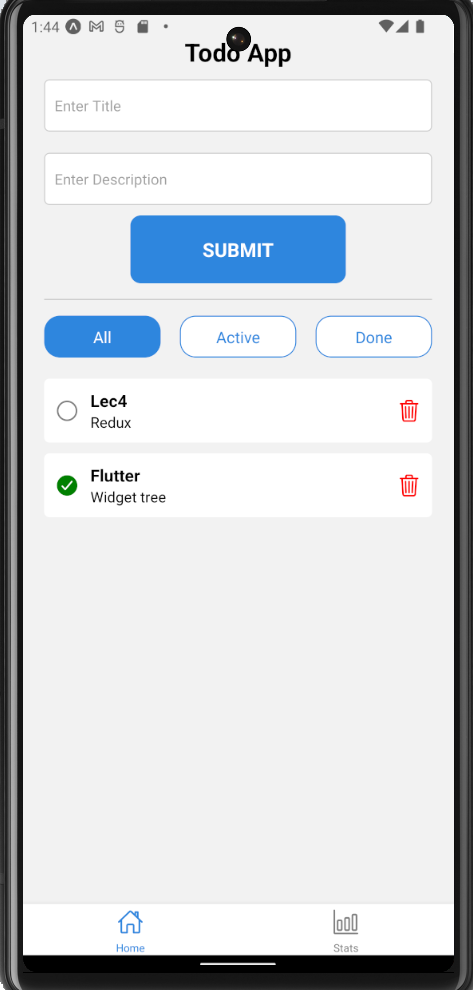 1:44
Todo App
Enter Title
Enter Description
SUBMIT
All Active Done
Lec4
Redux
Flutter
Widget tree
Home Stats